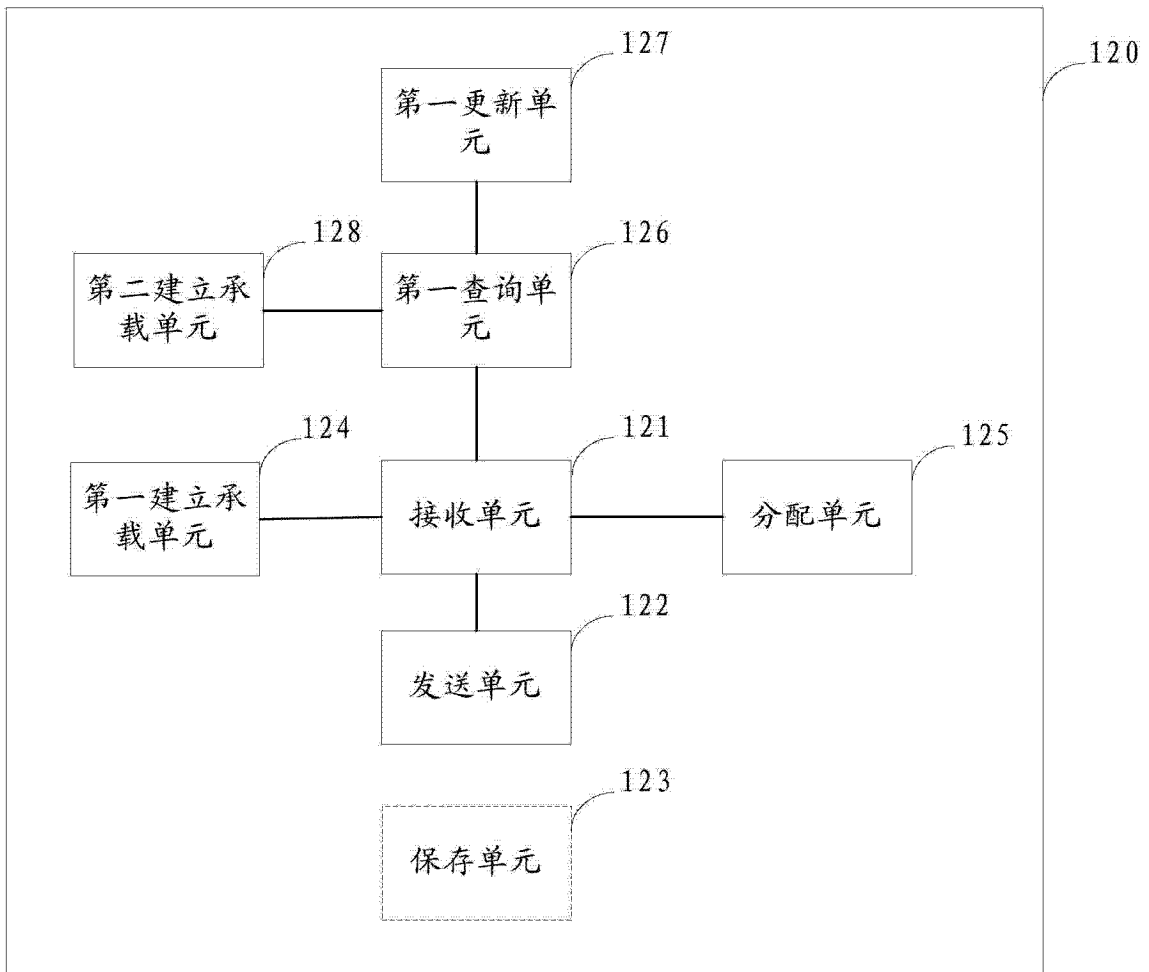 127
120
第一更新单
元
128
126
第二建立承
载单元
第一查询单
元
124
121
125
第一建立承
载单元
接收单元
分配单元
122
发送单元
123
保存单元